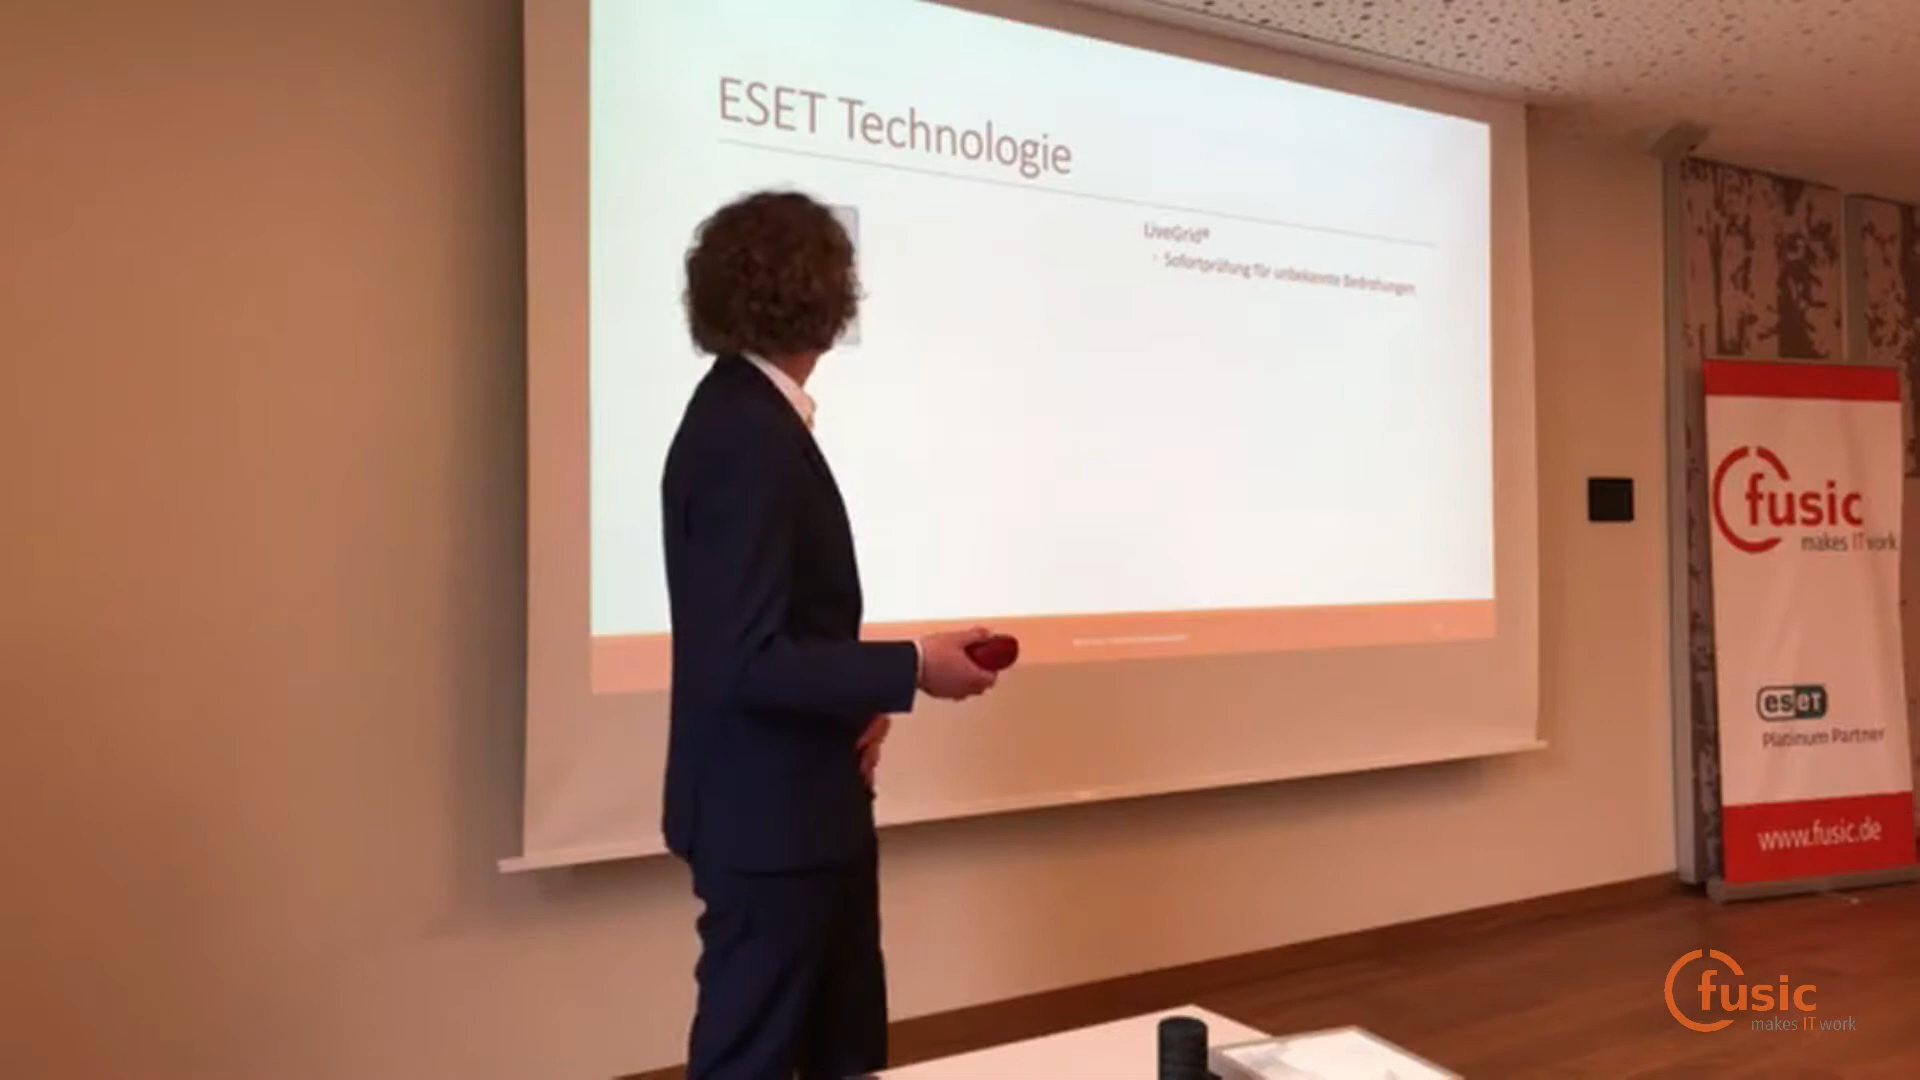 ESET Technologie
LiveGrid®
Sofortprüfung für unbekannte Bedrohungen
fusic
makes IT work
eseT
Platinum Partner
www.fusic.de
fusic
makes IT work